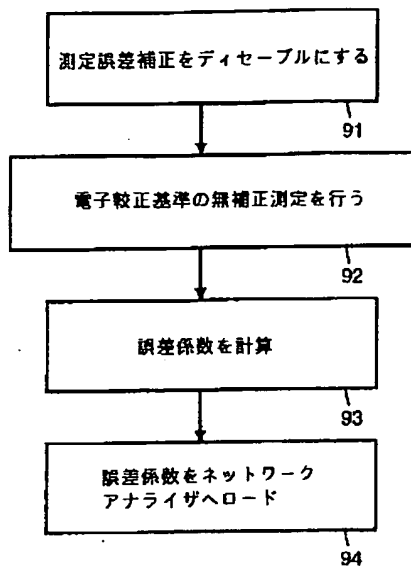 測定誤差補正をディセーブルにする
91
電子較正基準の無補正測定を行う
92
誤差係数を計算
93
誤差係数をネットワーク
アナライザへロード
94